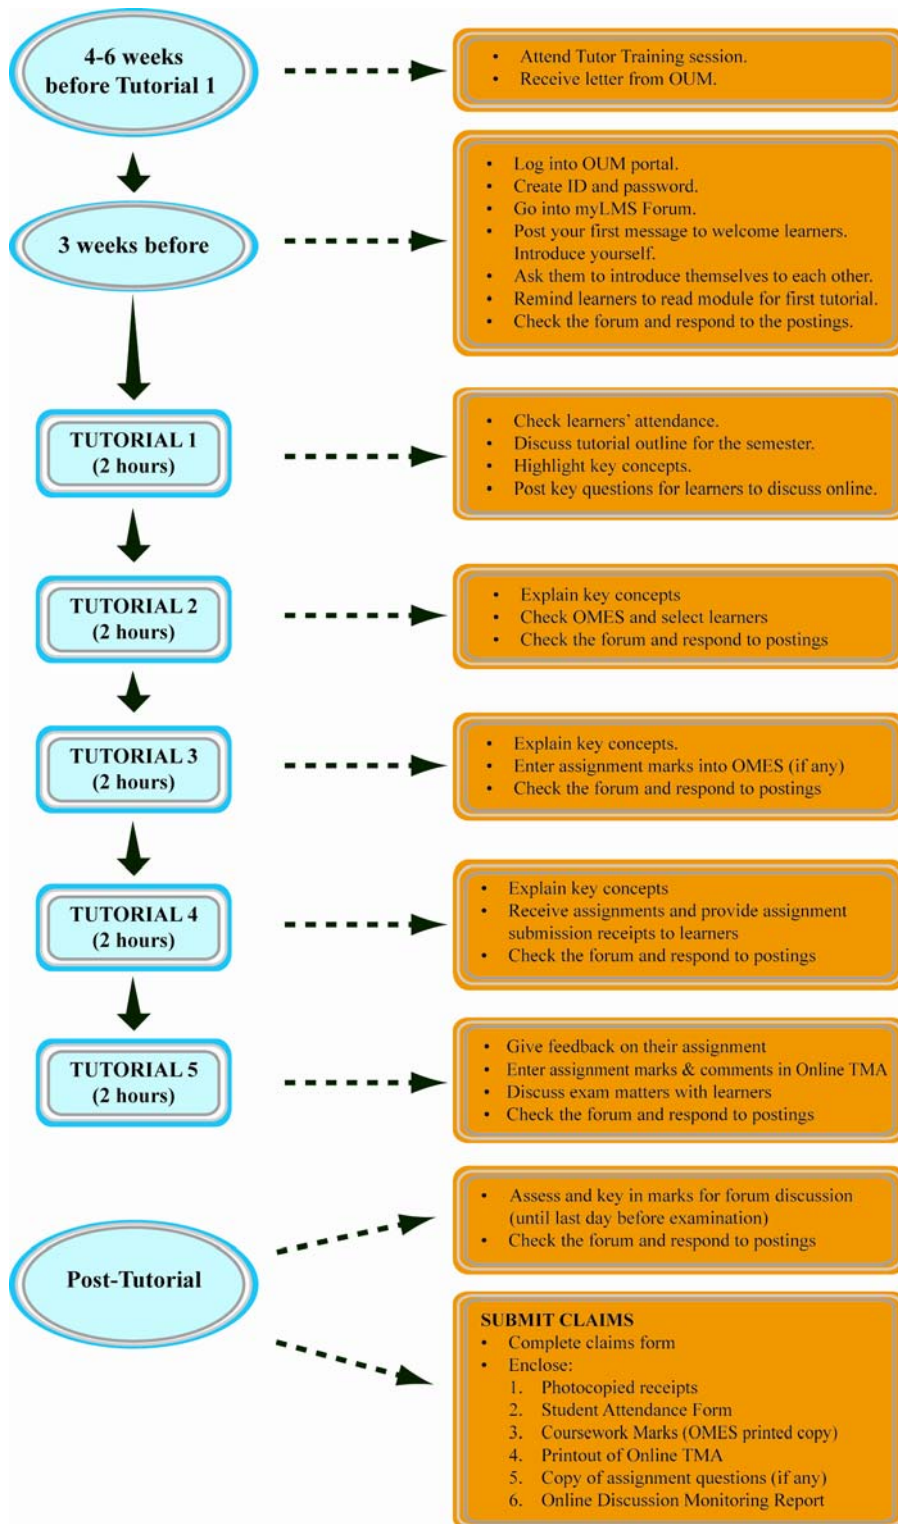 4-6 weeks
before Tutorial 1
• Attend Tutor Training session.
• Receive letter from OUM.
3 weeks before
• Log into OUM portal.
• Create ID and password.
• Go into myLMS Forum.
• Post your first message to welcome learners.
Introduce yourself.
• Ask them to introduce themselves to each other.
• Remind learners to read module for first tutorial.
• Check the forum and respond to the postings.
TUTORIAL 1
(2 hours)
• Check learners' attendance.
• Discuss tutorial outline for the semester.
• Highlight key concepts.
• Post key questions for learners to discuss online.
TUTORIAL 2
(2 hours)
• Explain key concepts
• Check OMES and select learners
• Check the forum and respond to postings
TUTORIAL 3
(2 hours)
• Explain key concepts.
• Enter assignment marks into OMES (if any)
• Check the forum and respond to postings
TUTORIAL 4
(2 hours)
• Explain key concepts
• Receive assignments and provide assignment
submission receipts to learners
• Check the forum and respond to postings
TUTORIAL 5
(2 hours)
• Give feedback on their assignment
• Enter assignment marks & comments in Online TMA
• Discuss exam matters with learners
• Check the forum and respond to postings
Post-Tutorial
• Assess and key in marks for forum discussion
(until last day before examination)
• Check the forum and respond to postings
SUBMIT CLAIMS
• Complete claims form
• Enclose:
1. Photocopied receipts
2. Student Attendance Form
3. Coursework Marks (OMES printed copy)
4. Printout of Online TMA
5. Copy of assignment questions (if any)
6. Online Discussion Monitoring Report